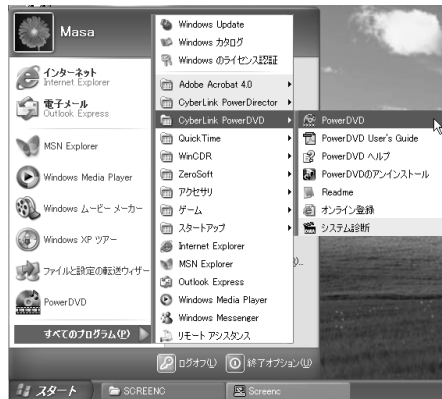 Masa
インターネット
Internet Explorer
電子メール
Outlook Express
MSN Explorer
Windows Media Player
Windows ムービー メーカー
Windows XP ツアー
ファイルと設定の転送ウィザー
PowerDVD
すべてのプログラム(P)
Windows Update
Windows カタログ
Windows のライセンス認証
Adobe Acrobat 4.0
CyberLink PowerDirector
CyberLink PowerDVD
QuickTime
WinCDR
ZeroSoft
アクセサリ
ゲーム
スタートアップ
Internet Explorer
MSN Explorer
Outlook Express
Windows Media Player
Windows Messenger
リモート アシスタンス
PowerDVD
PowerDVD User's Guide
PowerDVD ヘルプ
PowerDVDのアンインストール
Readme
オンライン登録
システム診断
ログオフ(L)
終了オプション(U)
スタート
SCREENC
Screenc